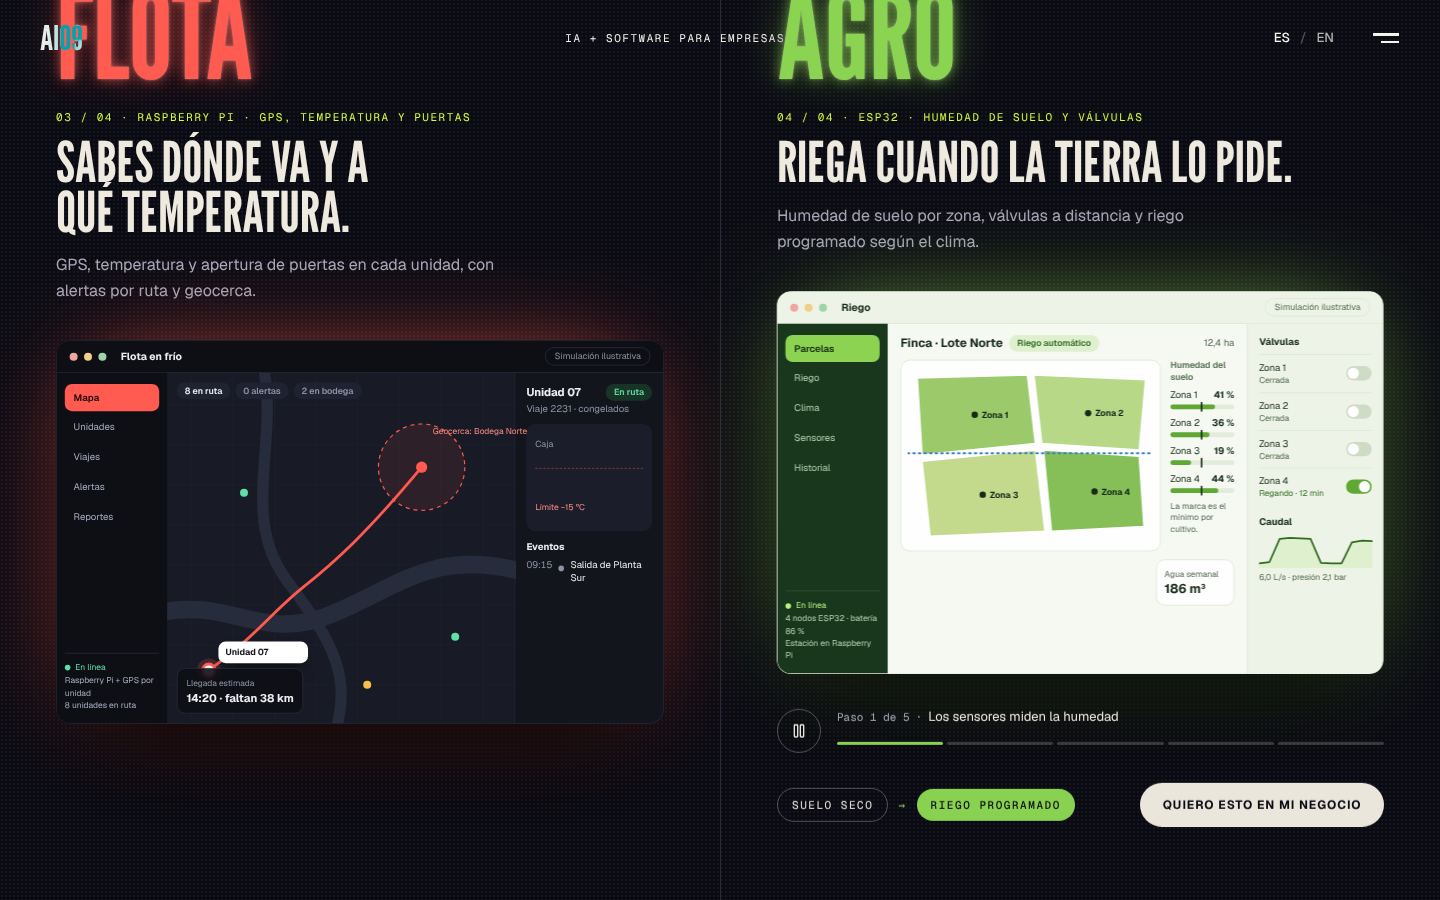 AI09
IA + SOFTWARE PARA EMPRESAS
ES / EN
FLOTA
03 / 04 · RASPBERRY PI · GPS, TEMPERATURA Y PUERTAS
SABES DÓNDE VA Y A
QUÉ TEMPERATURA.
GPS, temperatura y apertura de puertas en cada unidad, con
alertas por ruta y geocerca.
Flota en frío
Simulación ilustrativa
Mapa
Unidades
Viajes
Alertas
Reportes
En línea
Raspberry Pi + GPS por
unidad
8 unidades en ruta
8 en ruta
0 alertas
2 en bodega
Geocerca: Bodega Norte
Unidad 07
Llegada estimada
14:20 · faltan 38 km
Unidad 07
En ruta
Viaje 2231 · congelados
Caja
Límite −15 °C
Eventos
09:15
Salida de Planta
Sur
AGRO
04 / 04 · ESP32 · HUMEDAD DE SUELO Y VÁLVULAS
RIEGA CUANDO LA TIERRA LO PIDE.
Humedad de suelo por zona, válvulas a distancia y riego
programado según el clima.
Riego
Simulación ilustrativa
Parcelas
Riego
Clima
Sensores
Historial
En línea
4 nodos ESP32 · batería
86 %
Estación en Raspberry
Pi
Finca · Lote Norte
Riego automático
12,4 ha
Zona 1
Zona 2
Zona 3
Zona 4
Humedad del
suelo
Zona 1 41 %
Zona 2 36 %
Zona 3 19 %
Zona 4 44 %
La marca es el
mínimo por
cultivo.
Agua semanal
186 m³
Válvulas
Zona 1
Cerrada
Zona 2
Cerrada
Zona 3
Cerrada
Zona 4
Regando · 12 min
Caudal
6,0 L/s · presión 2,1 bar
Paso 1 de 5 · Los sensores miden la humedad
SUELO SECO → RIEGO PROGRAMADO
QUIERO ESTO EN MI NEGOCIO